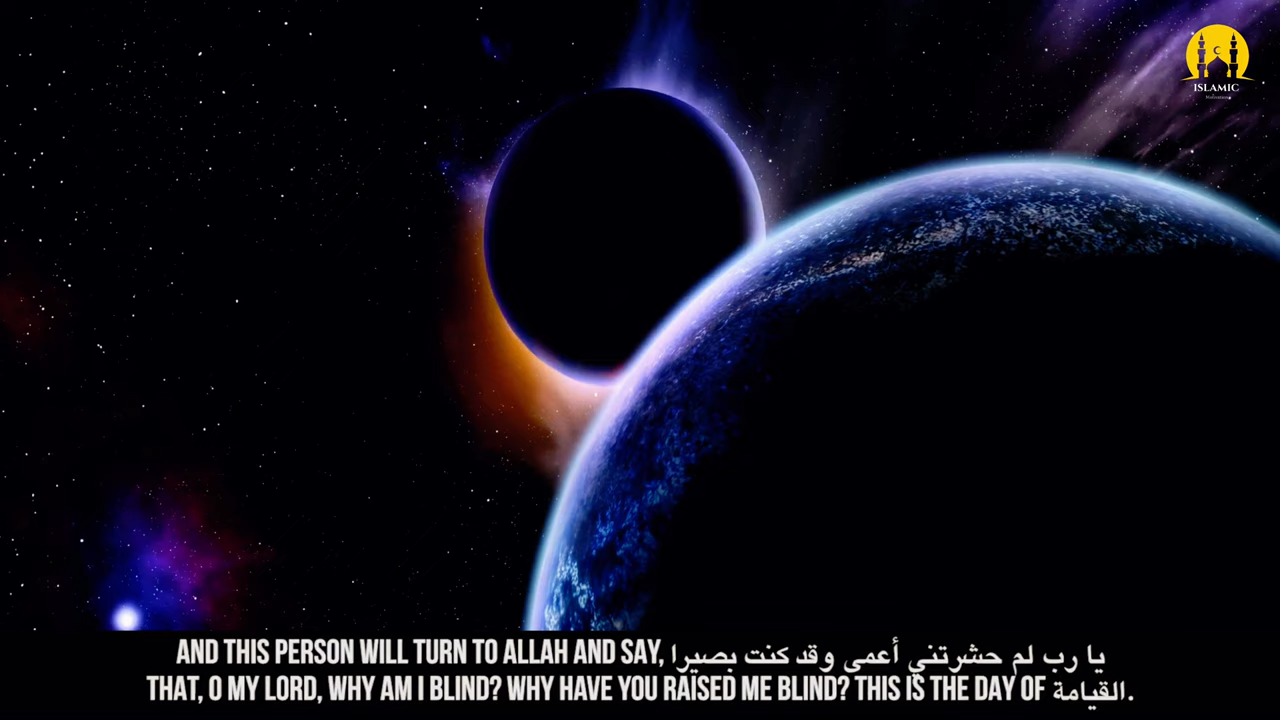 ISLAMIC
AND THIS PERSON WILL TURN TO ALLAH AND SAY, يا رب لم حشرتني أعمى وقد كنت بصيرا
THAT, O MY LORD, WHY AM I BLIND? WHY HAVE YOU RAISED ME BLIND? THIS IS THE DAY OF القيامة.